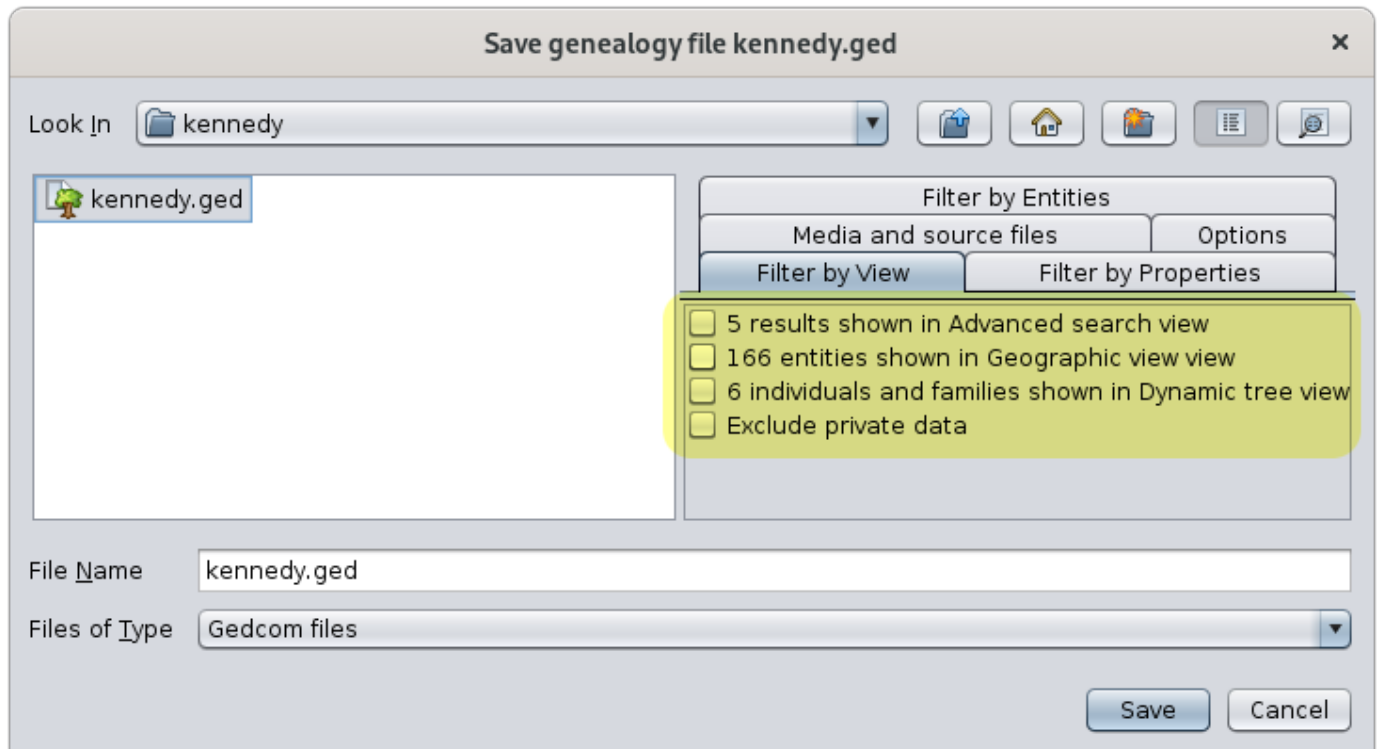 Save genealogy file kennedy.ged
Look In kennedy
kennedy.ged
Filter by Entities
Media and source files Options
Filter by View Filter by Properties
5 results shown in Advanced search view
166 entities shown in Geographic view view
6 individuals and families shown in Dynamic tree view
Exclude private data
File Name kennedy.ged
Files of Type Gedcom files
Save Cancel